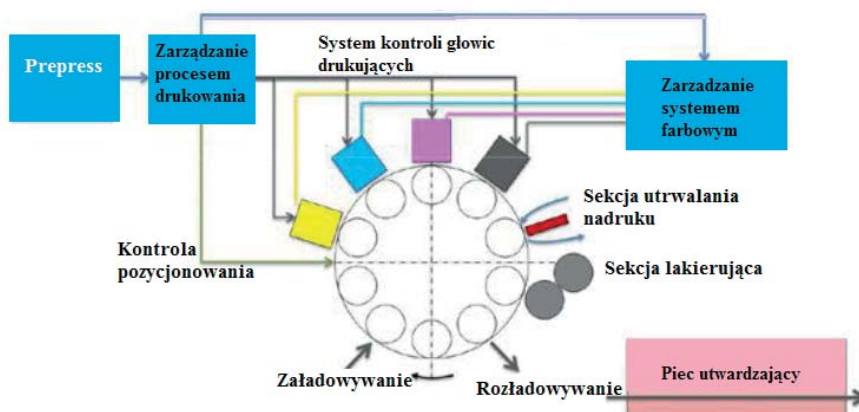 Prepress
Zarządzanie
procesem
drukowania
System kontroli głowic
drukujących
Zarzadzanie
systemem
farbowym
Sekcja utrwalania
nadruku
Kontrola
pozycjonowania
Sekcja lakierująca
Załadowywanie
Rozładowywanie
Piec utwardzający